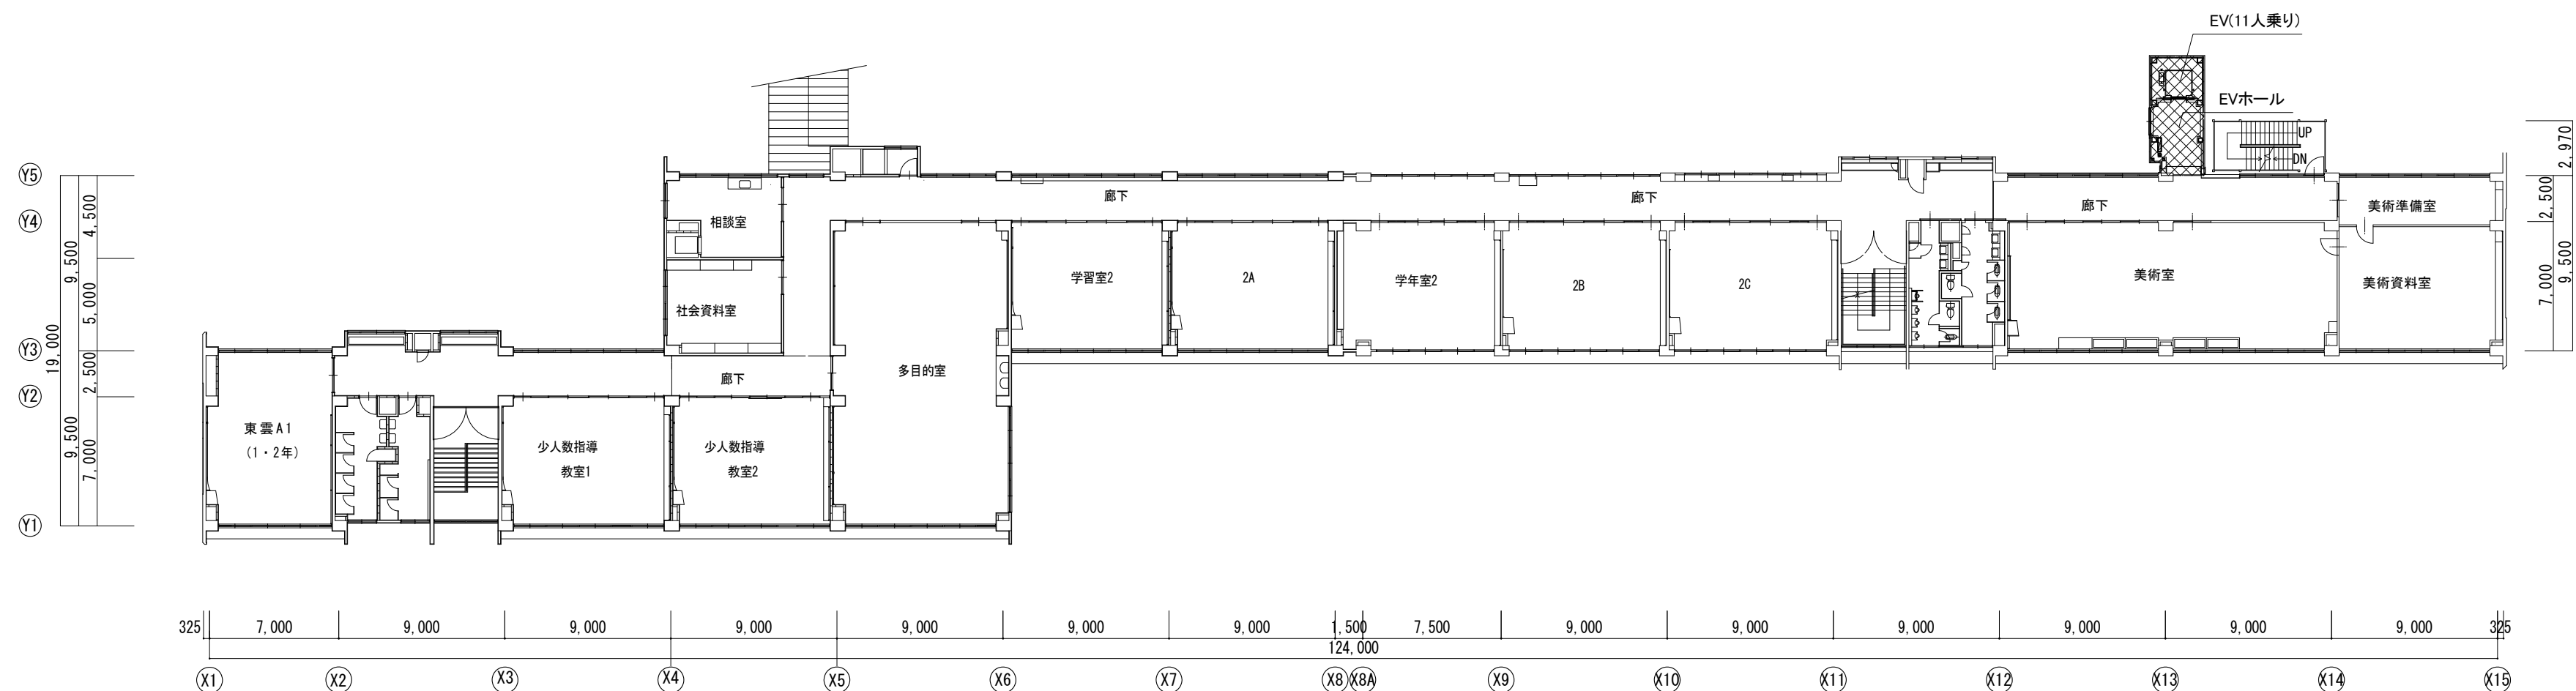 EV(11人乗り)
EVホール
UP
DN
廊下
廊下
廊下
相談室
美術準備室
学習室2
2A
学年室2
2B
2C
美術室
美術資料室
社会資料室
多目的室
廊下
東雲A1
(1・2年)
少人数指導
教室1
少人数指導
教室2
Y5
Y4
Y3
Y2
Y1
19,000
9,500
9,500
4,500
5,000
2,500
7,000
2,970
2,500
7,000
9,500
325
7,000
9,000
9,000
9,000
9,000
9,000
9,000
1,500
7,500
9,000
9,000
9,000
9,000
9,000
9,000
325
124,000
X1
X2
X3
X4
X5
X6
X7
X8
X8A
X9
X10
X11
X12
X13
X14
X15